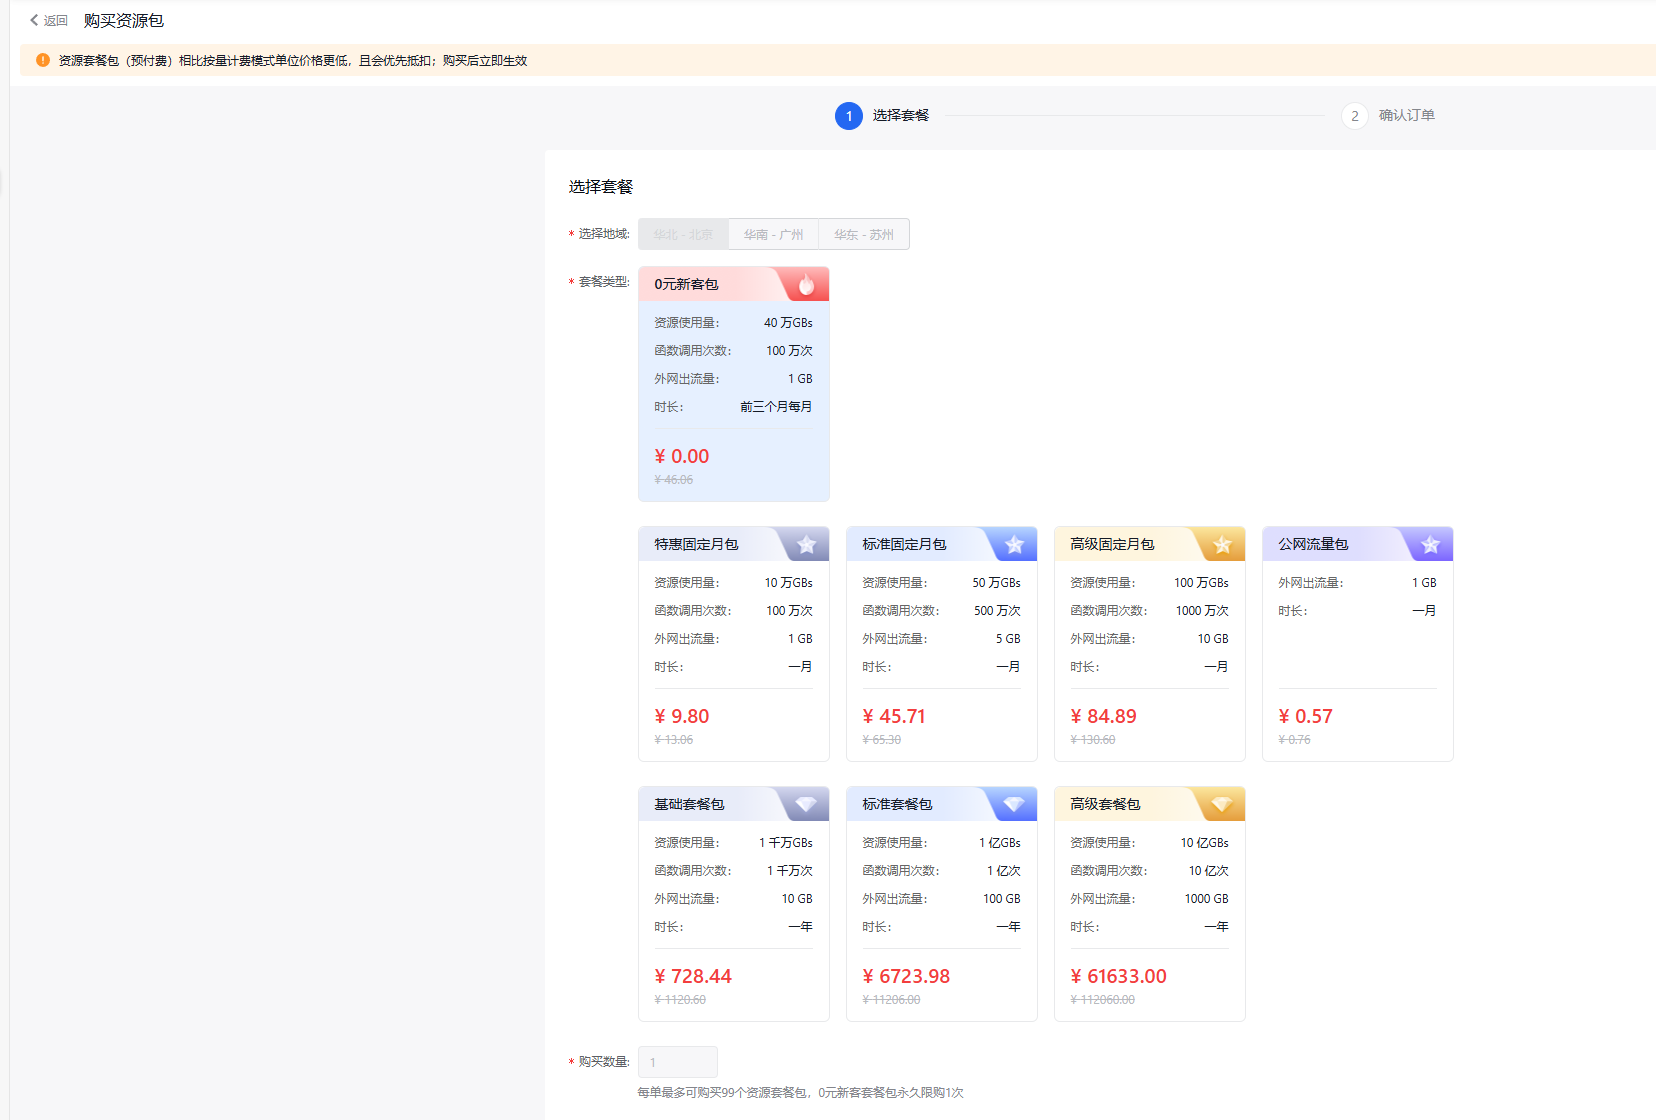 返回 购买资源包
资源套餐包（预付费）相比按量计费模式单位价格更低，且会优先抵扣；购买后立即生效
1 选择套餐 2 确认订单
选择套餐
* 选择地域: 华北 - 北京 华南 - 广州 华东 - 苏州
* 套餐类型:
0元新客包
资源使用量： 40 万GBs
函数调用次数： 100 万次
外网出流量： 1 GB
时长： 前三个月每月
¥ 0.00
¥ 46.06
特惠固定月包
资源使用量： 10 万GBs
函数调用次数： 100 万次
外网出流量： 1 GB
时长： 一月
¥ 9.80
¥ 13.06
标准固定月包
资源使用量： 50 万GBs
函数调用次数： 500 万次
外网出流量： 5 GB
时长： 一月
¥ 45.71
¥ 65.30
高级固定月包
资源使用量： 100 万GBs
函数调用次数： 1000 万次
外网出流量： 10 GB
时长： 一月
¥ 84.89
¥ 130.60
公网流量包
外网出流量： 1 GB
时长： 一月
¥ 0.57
¥ 0.76
基础套餐包
资源使用量： 1 千万GBs
函数调用次数： 1 千万次
外网出流量： 10 GB
时长： 一年
¥ 728.44
¥ 1120.60
标准套餐包
资源使用量： 1 亿GBs
函数调用次数： 1 亿次
外网出流量： 100 GB
时长： 一年
¥ 6723.98
¥ 11206.00
高级套餐包
资源使用量： 10 亿GBs
函数调用次数： 10 亿次
外网出流量： 1000 GB
时长： 一年
¥ 61633.00
¥ 112060.00
* 购买数量: 1
每单最多可购买99个资源套餐包，0元新客套餐包永久限购1次